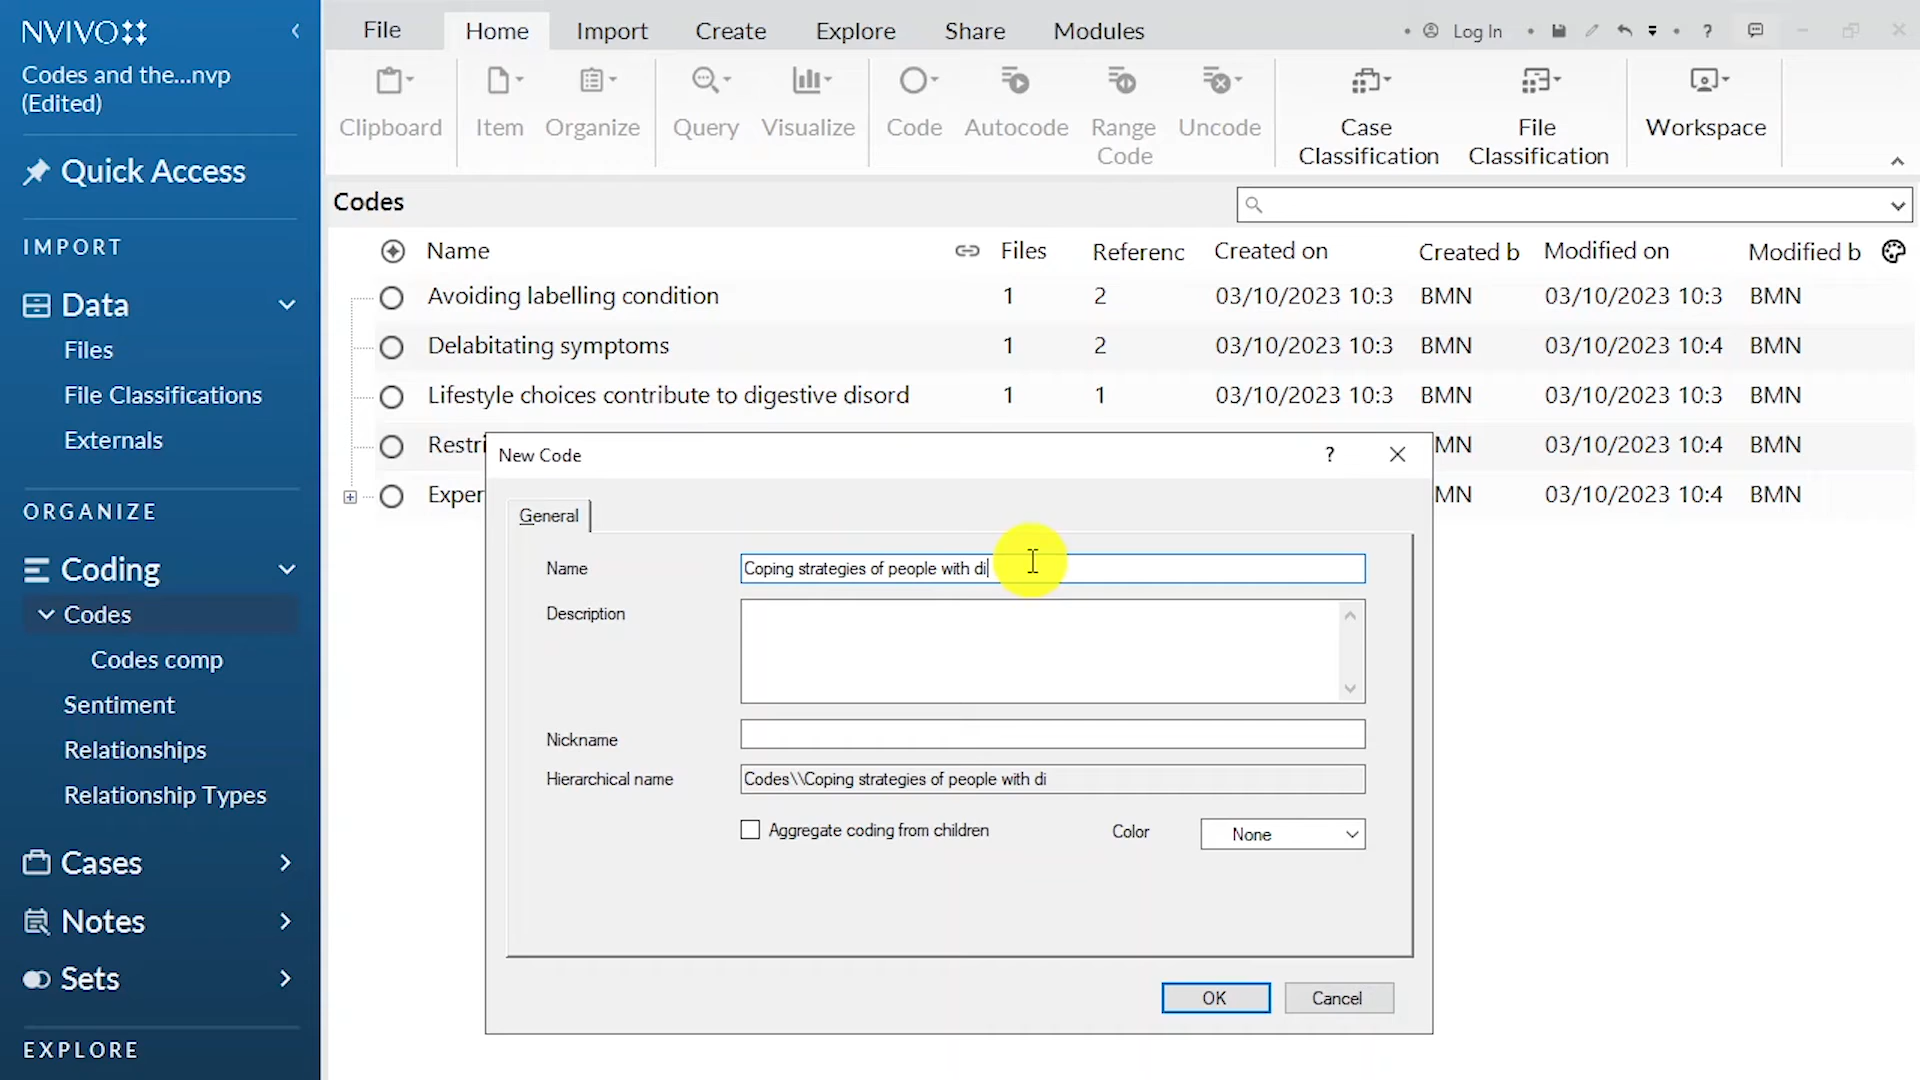 NVIVO
Codes and the...nvp
(Edited)
Quick Access
IMPORT
Data
Files
File Classifications
Externals
ORGANIZE
Coding
Codes
Codes comp
Sentiment
Relationships
Relationship Types
Cases
Notes
Sets
EXPLORE
File Home Import Create Explore Share Modules Log In ?
Clipboard Item Organize Query Visualize Code Autocode Range Code Uncode Case Classification File Classification Workspace
Codes
Name Files Referenc Created on Created b Modified on Modified b
Avoiding labelling condition 1 2 03/10/2023 10:3 BMN 03/10/2023 10:3 BMN
Delabitating symptoms 1 2 03/10/2023 10:3 BMN 03/10/2023 10:4 BMN
Lifestyle choices contribute to digestive disord 1 1 03/10/2023 10:3 BMN 03/10/2023 10:3 BMN
Restri MN 03/10/2023 10:4 BMN
Exper MN 03/10/2023 10:4 BMN
New Code ?
General
Name Coping strategies of people with di
Description
Nickname
Hierarchical name Codes\\Coping strategies of people with di
Aggregate coding from children Color None
OK Cancel